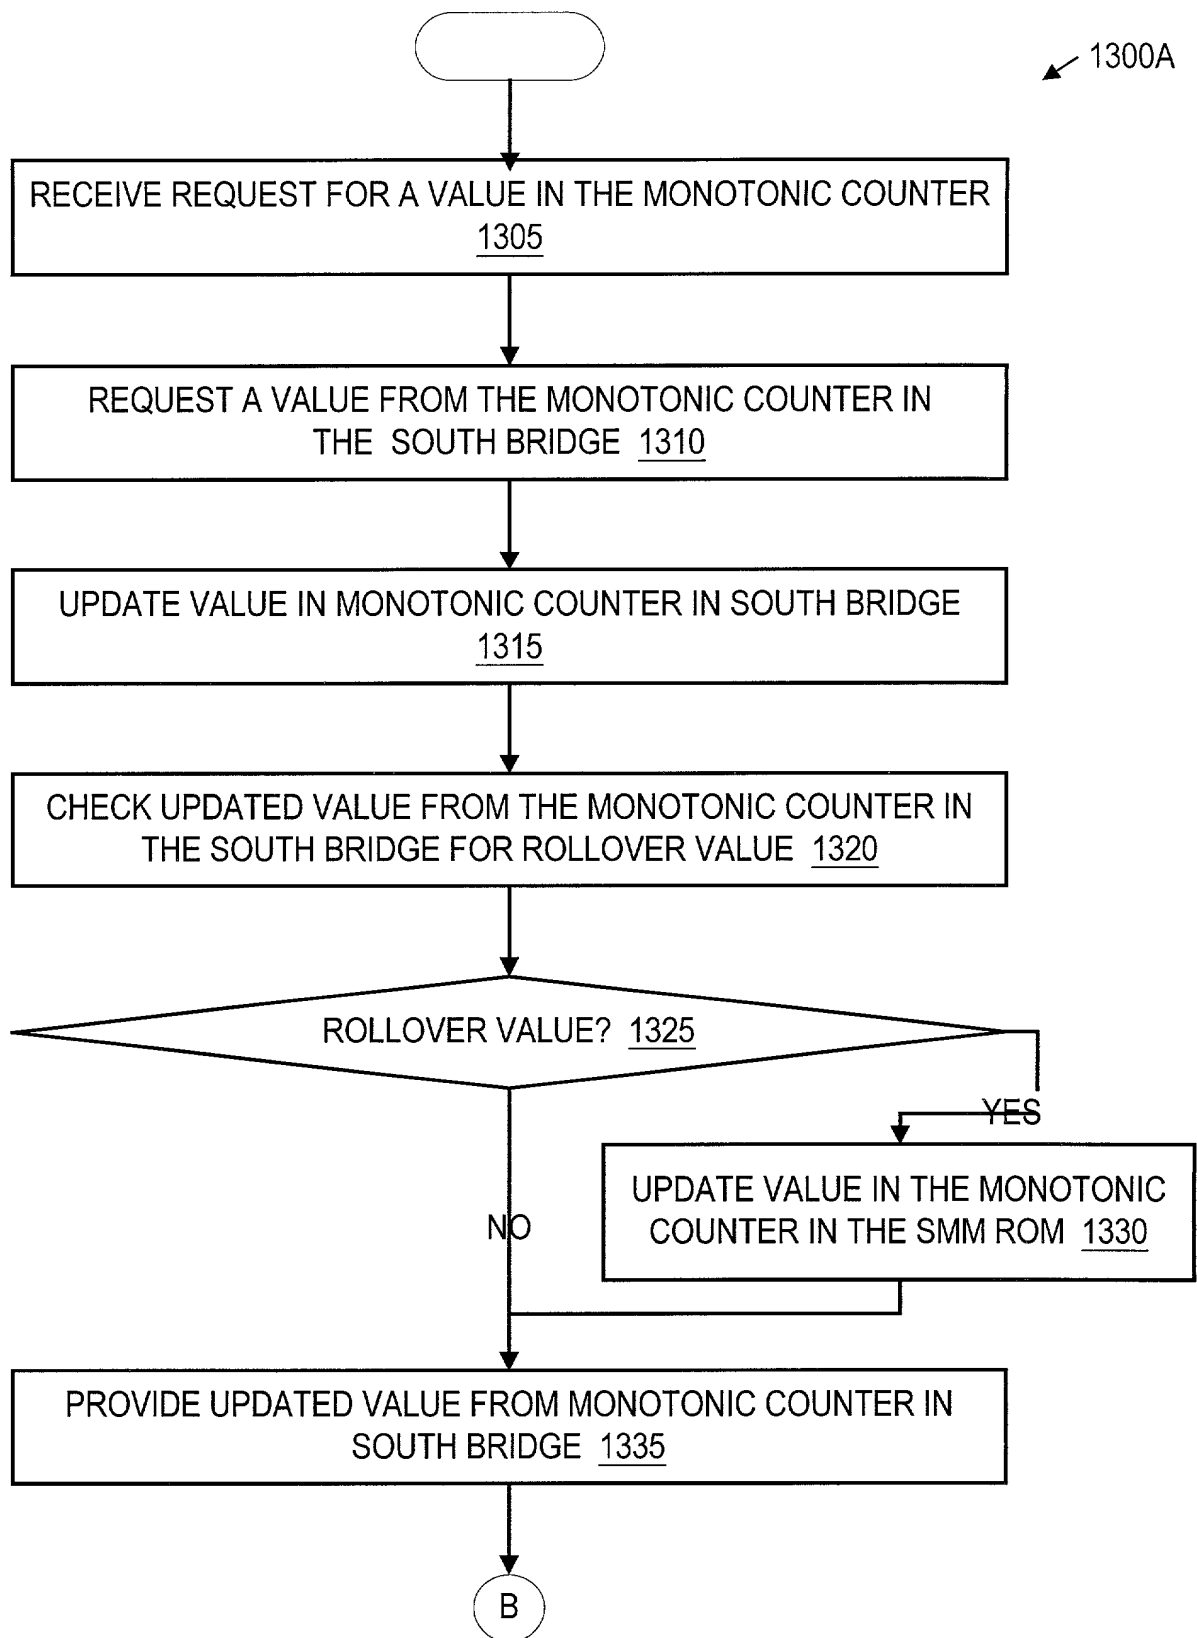 1300A
RECEIVE REQUEST FOR A VALUE IN THE MONOTONIC COUNTER
1305
REQUEST A VALUE FROM THE MONOTONIC COUNTER IN
THE SOUTH BRIDGE 1310
UPDATE VALUE IN MONOTONIC COUNTER IN SOUTH BRIDGE
1315
CHECK UPDATED VALUE FROM THE MONOTONIC COUNTER IN
THE SOUTH BRIDGE FOR ROLLOVER VALUE 1320
ROLLOVER VALUE? 1325
YES
UPDATE VALUE IN THE MONOTONIC
COUNTER IN THE SMM ROM 1330
NO
PROVIDE UPDATED VALUE FROM MONOTONIC COUNTER IN
SOUTH BRIDGE 1335
B